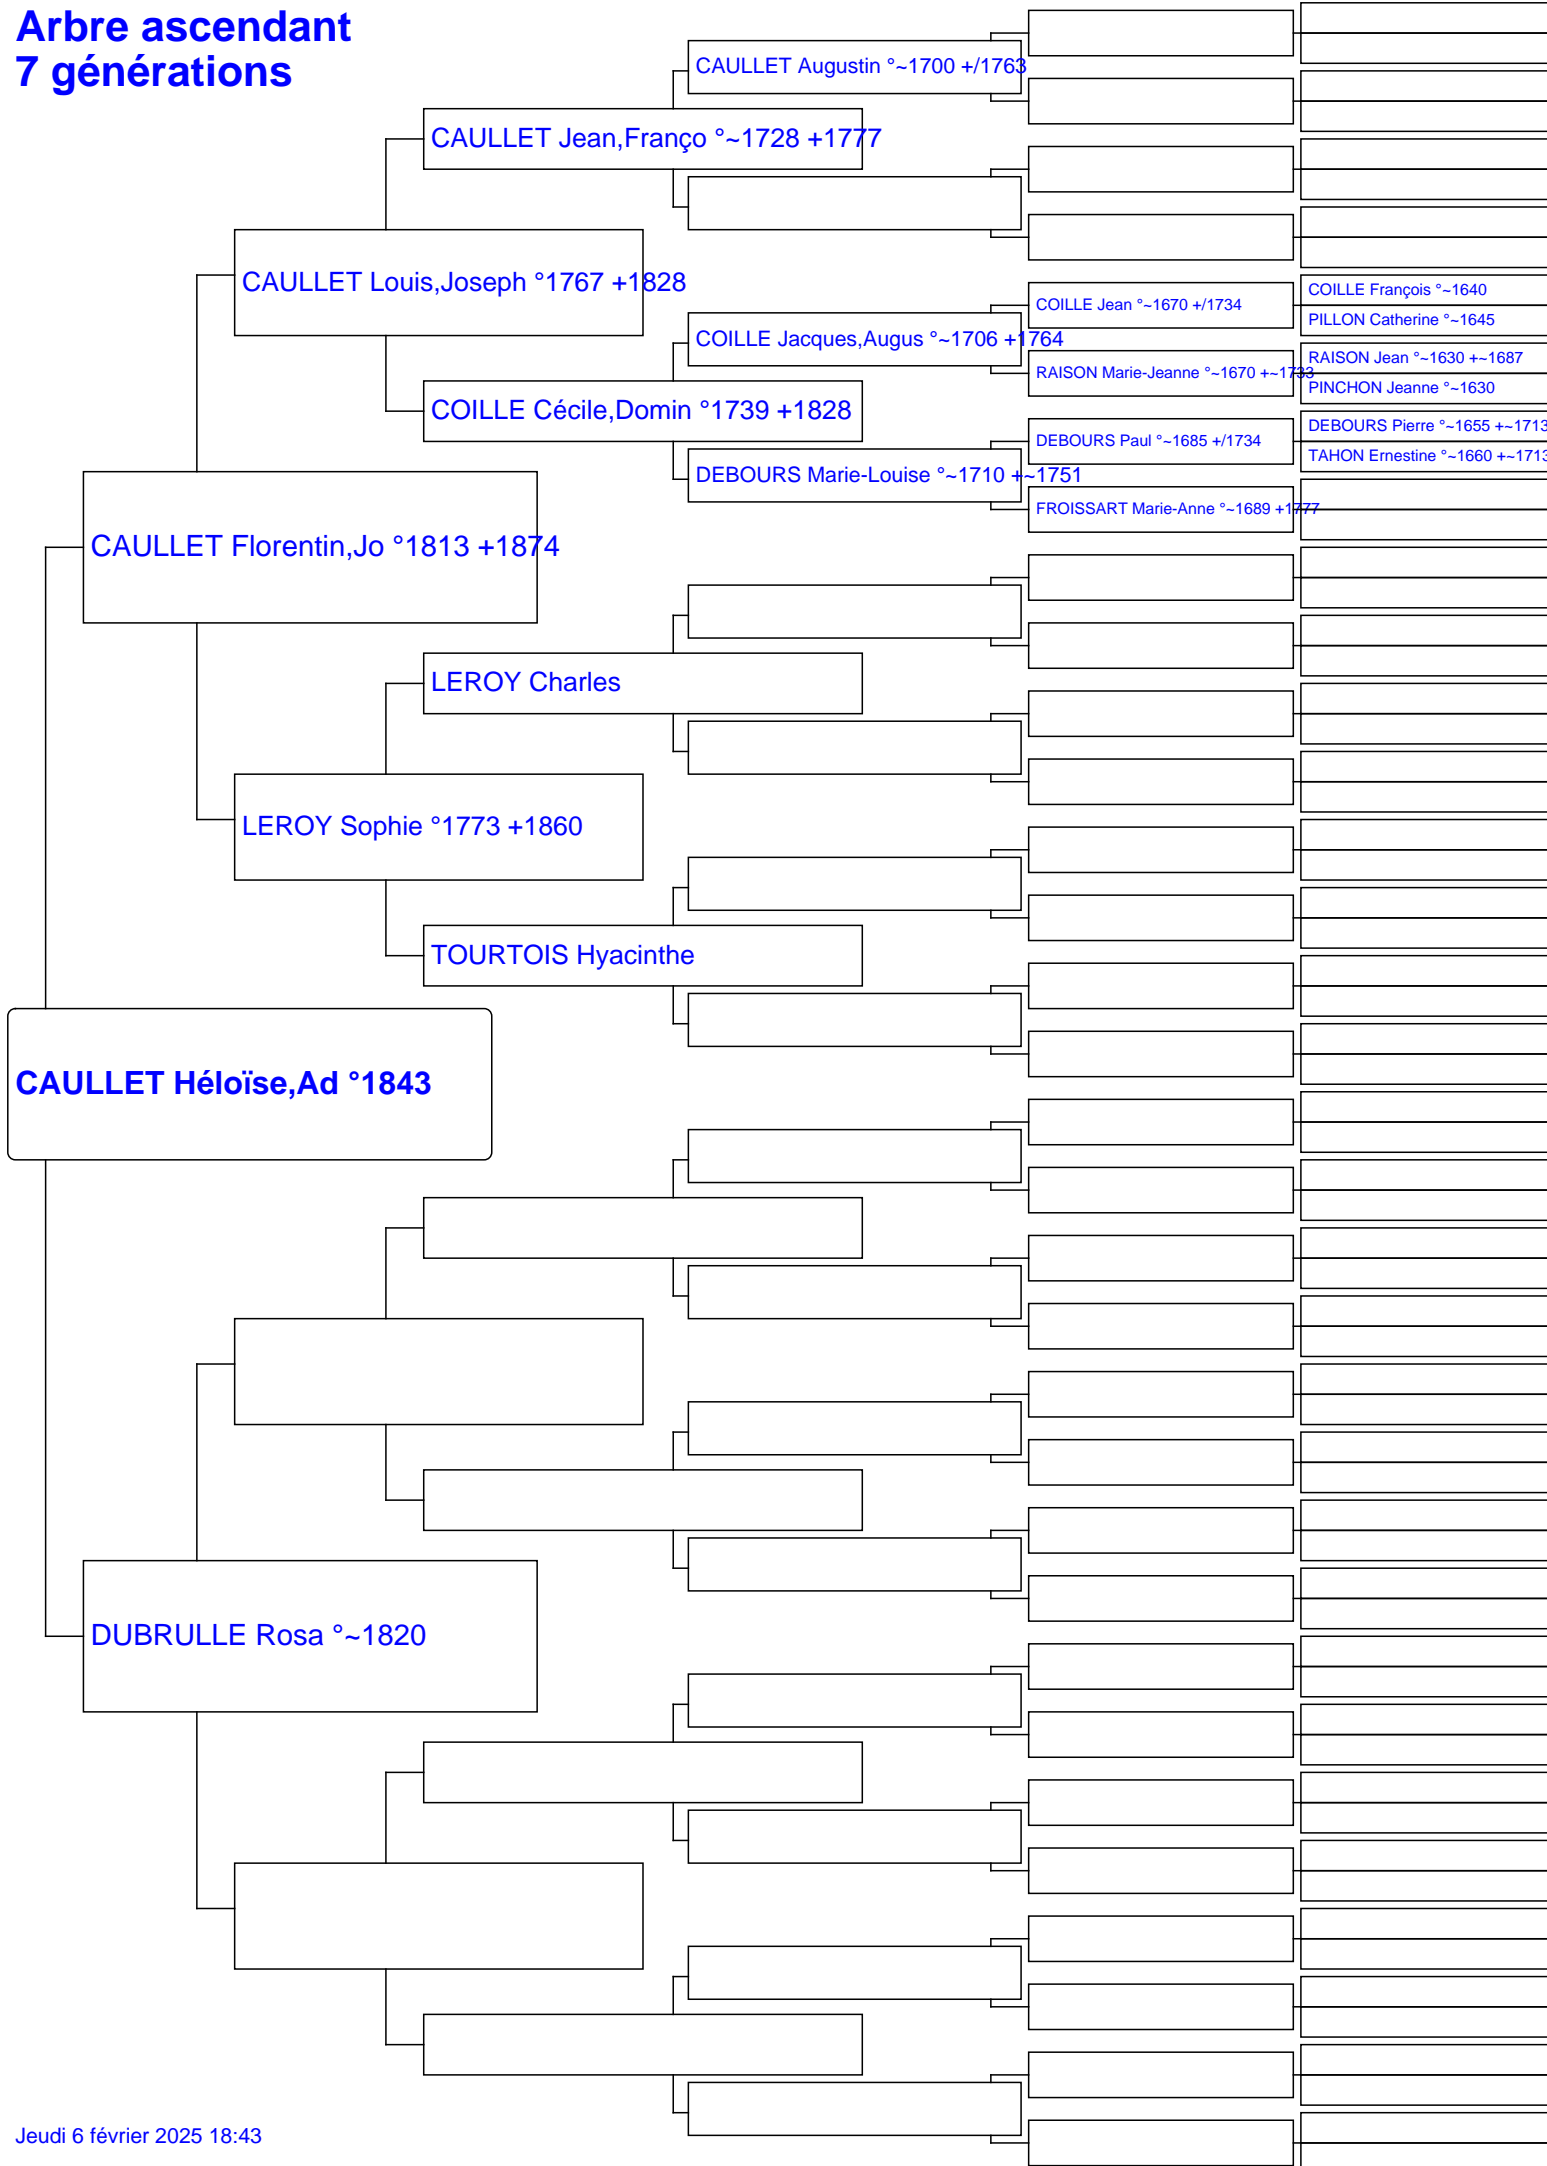 Arbre ascendant
7 générations
CAULLET Augustin °~1700 +/1763
CAULLET Jean,Franço °~1728 +1777
CAULLET Louis,Joseph °1767 +1828
COILLE Jean °~1670 +/1734
COILLE François °~1640
PILLON Catherine °~1645
COILLE Jacques,Augus °~1706 +1764
RAISON Marie-Jeanne °~1670 +~1733
RAISON Jean °~1630 +~1687
PINCHON Jeanne °~1630
COILLE Cécile,Domin °1739 +1828
DEBOURS Paul °~1685 +/1734
DEBOURS Pierre °~1655 +~1713
TAHON Ernestine °~1660 +~1713
DEBOURS Marie-Louise °~1710 +~1751
FROISSART Marie-Anne °~1689 +1777
CAULLET Florentin,Jo °1813 +1874
LEROY Charles
LEROY Sophie °1773 +1860
TOURTOIS Hyacinthe
CAULLET Héloïse,Ad °1843
DUBRULLE Rosa °~1820
Jeudi 6 février 2025 18:43